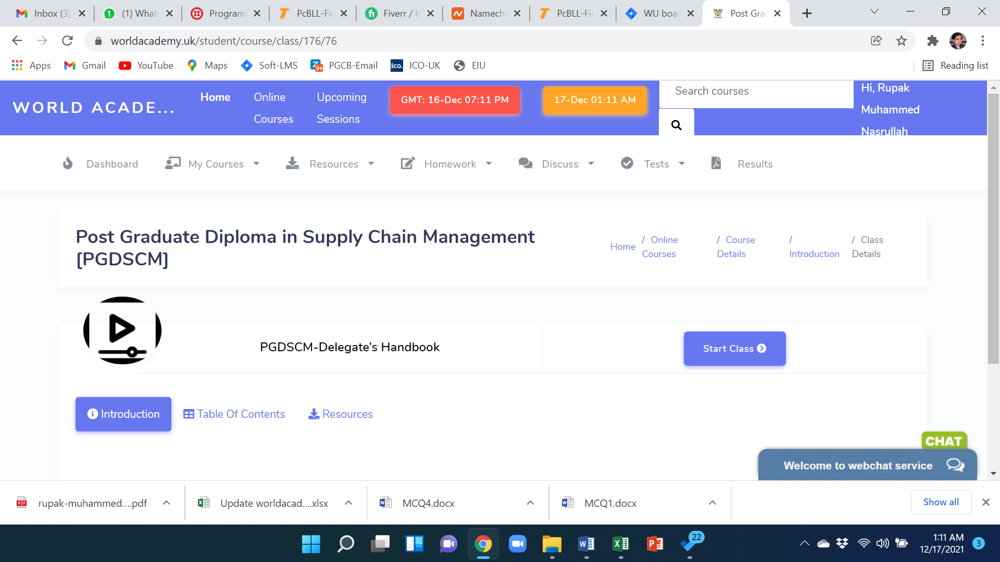 Inbox (3)
(1) Whats
Program
PcBLL-Fi
Fiverr / I
Nameche
PcBLL-Fi
WU boar
Post Gra
worldacademy.uk/student/course/class/176/76
Apps
Gmail
YouTube
Maps
Soft-LMS
9+
PGCB-Email
ico.
ICO-UK
EIU
Reading list
WORLD ACADE...
Home
Online
Courses
Upcoming
Sessions
GMT: 16-Dec 07:11 PM
17-Dec 01:11 AM
Search courses
Hi, Rupak
Muhammed
Nasrullah
Dashboard
My Courses
Resources
Homework
Discuss
Tests
Results
Post Graduate Diploma in Supply Chain Management
[PGDSCM]
Home
/ Online
Courses
/ Course
Details
/
Introduction
/ Class
Details
PGDSCM-Delegate’s Handbook
Start Class
Introduction
Table Of Contents
Resources
CHAT
Welcome to webchat service
PDF
rupak-muhammed....pdf
Update worldacad....xlsx
MCQ4.docx
MCQ1.docx
Show all
22
1:11 AM
12/17/2021
3